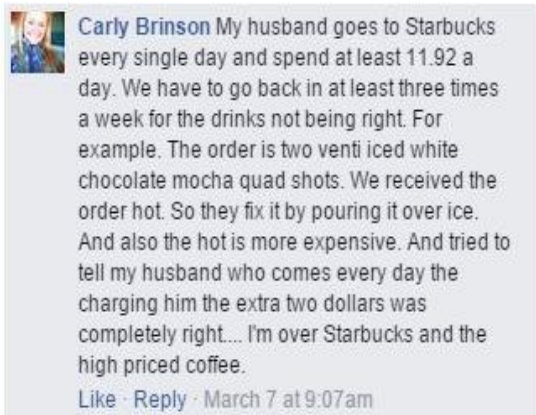 Carly Brinson My husband goes to Starbucks
every single day and spend at least 11.92 a
day. We have to go back in at least three times
a week for the drinks not being right. For
example. The order is two venti iced white
chocolate mocha quad shots. We received the
order hot. So they fix it by pouring it over ice.
And also the hot is more expensive. And tried to
tell my husband who comes every day the
charging him the extra two dollars was
completely right.... I'm over Starbucks and the
high priced coffee.
Like · Reply · March 7 at 9:07am